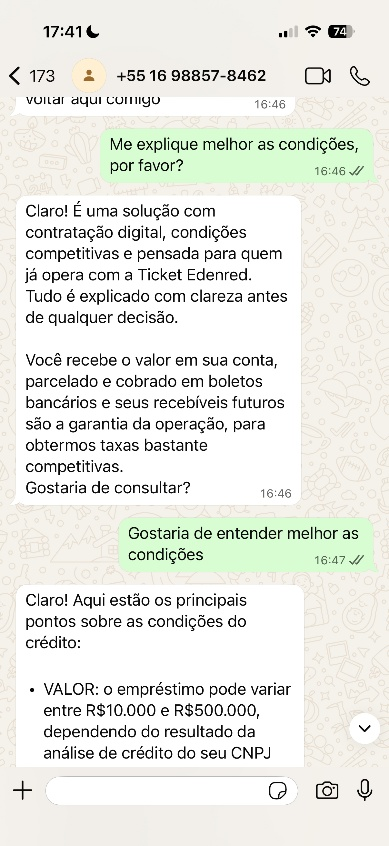 17:41
74
173
+55 16 98857-8462
voltar aqui comigo
16:46
Me explique melhor as condições,
por favor?
16:46
Claro! É uma solução com
contratação digital, condições
competitivas e pensada para quem
já opera com a Ticket Edenred.
Tudo é explicado com clareza antes
de qualquer decisão.
Você recebe o valor em sua conta,
parcelado e cobrado em boletos
bancários e seus recebíveis futuros
são a garantia da operação, para
obtermos taxas bastante
competitivas.
Gostaria de consultar?
16:46
Gostaria de entender melhor as
condições
16:47
Claro! Aqui estão os principais
pontos sobre as condições do
crédito:
• VALOR: o empréstimo pode variar
entre R$10.000 e R$500.000,
dependendo do resultado da
análise de crédito do seu CNPJ